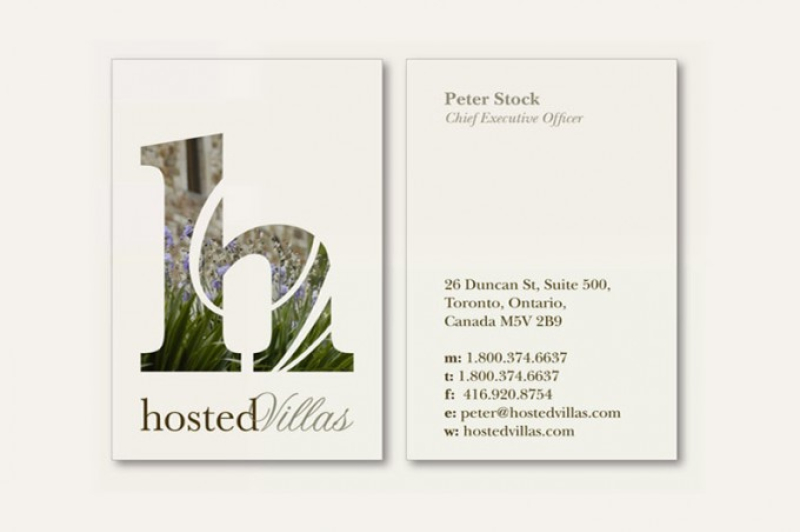 h
hostedVillas
Peter Stock
Chief Executive Officer
26 Duncan St, Suite 500,
Toronto, Ontario,
Canada M5V 2B9
m: 1.800.374.6637
t: 1.800.374.6637
f: 416.920.8754
e: peter@hostedvillas.com
w: hostedvillas.com